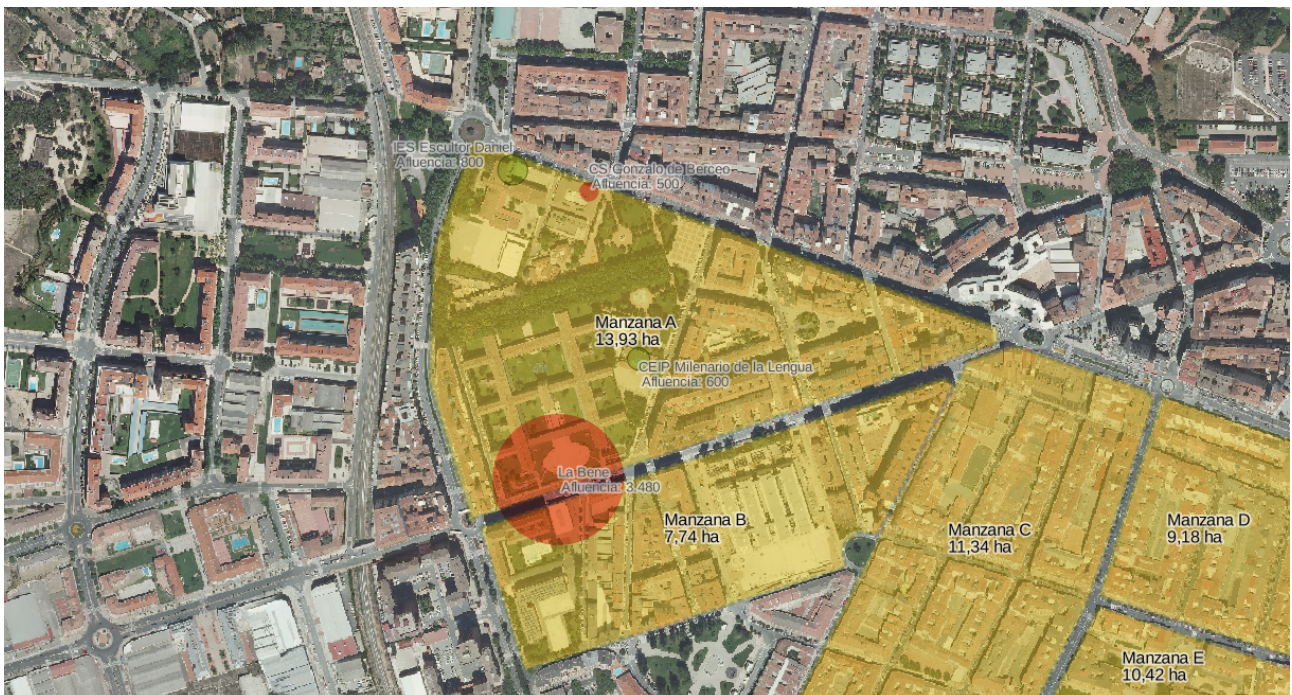 IES Escultor Daniel
Afluencia: 800
CS Gonzalo de Berceo
Afluencia: 500
Manzana A
13,93 ha
CEIP Milenario de la Lengua
Afluencia: 600
La Bene
Afluencia: 3.480
Manzana B
7,74 ha
Manzana C
11,34 ha
Manzana D
9,18 ha
Manzana E
10,42 ha